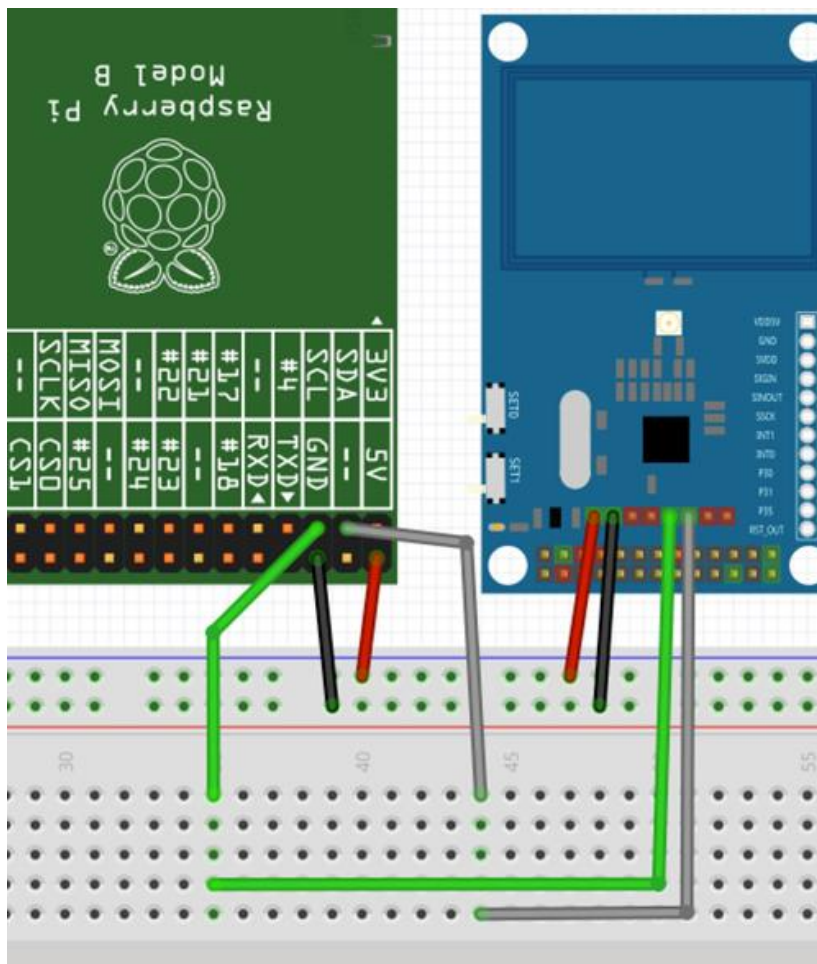 Raspberry Pi
Model B
®
-- SCLK MISO MOSI -- #22 #21 #17 -- #4 SCL SDA 3V3
CS1 CS0 #25 -- #24 #23 -- #18 RXD TXD GND -- 5V
SET0
SET1
VDD5V
GND
SVDD
SIGIN
SINOUT
SSCK
INT1
INT0
P30
P31
P35
RST_OUT
30 40 45 55